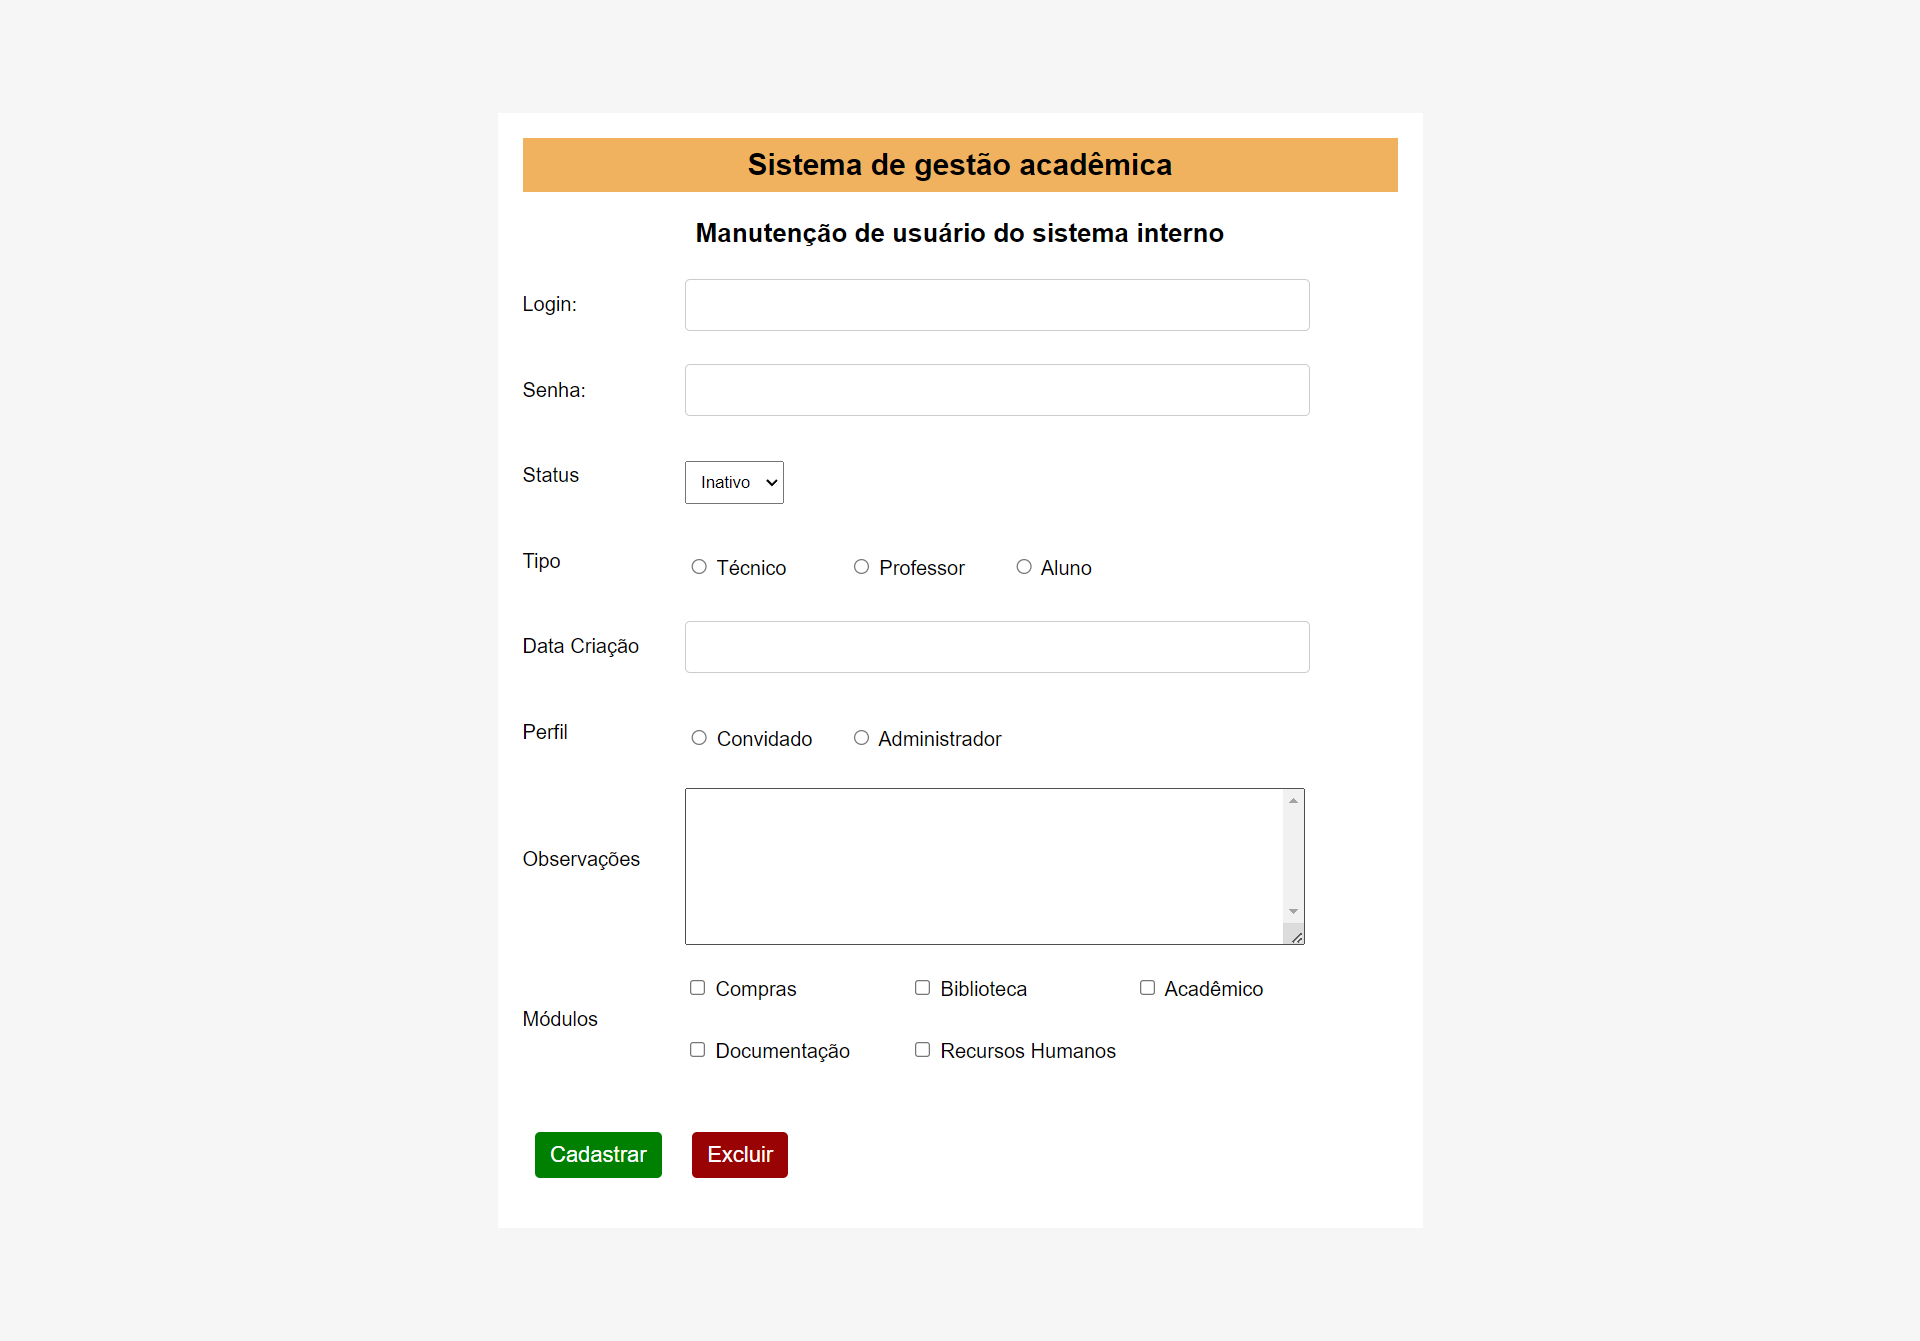 Sistema de gestão acadêmica
Manutenção de usuário do sistema interno
Login:
Senha:
Status
Inativo
Tipo
Técnico
Professor
Aluno
Data Criação
Perfil
Convidado
Administrador
Observações
Módulos
Compras
Biblioteca
Acadêmico
Documentação
Recursos Humanos
Cadastrar
Excluir